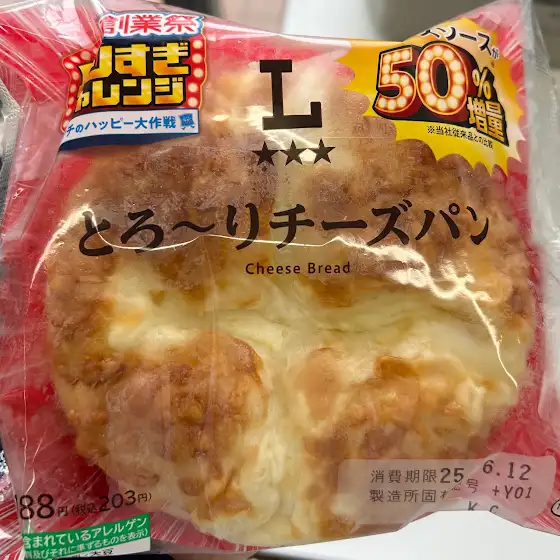 創業祭
りすぎ
チャレンジ
チのハッピー大作戦
ズソースが
50%
増量
※当社従来品との比較
L
とろ〜りチーズパン
Cheese Bread
消費期限 25. 6.12
製造所固 号 +Y01
K C
88円(税込203円)
含まれているアレルゲン